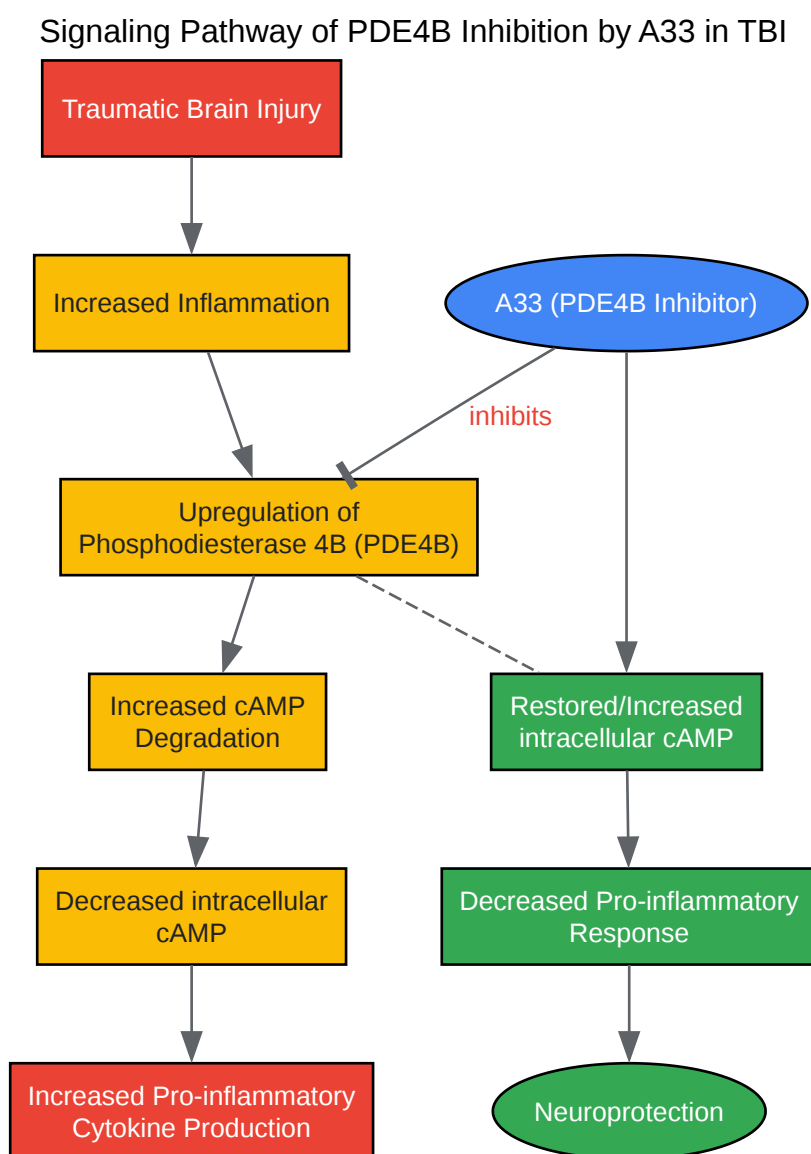 Signaling Pathway of PDE4B Inhibition by A33 in TBI
Traumatic Brain Injury
Increased Inflammation
A33 (PDE4B Inhibitor)
inhibits
Upregulation of
Phosphodiesterase 4B (PDE4B)
Increased cAMP
Degradation
Restored/Increased
intracellular cAMP
Decreased intracellular
cAMP
Decreased Pro-inflammatory
Response
Increased Pro-inflammatory
Cytokine Production
Neuroprotection